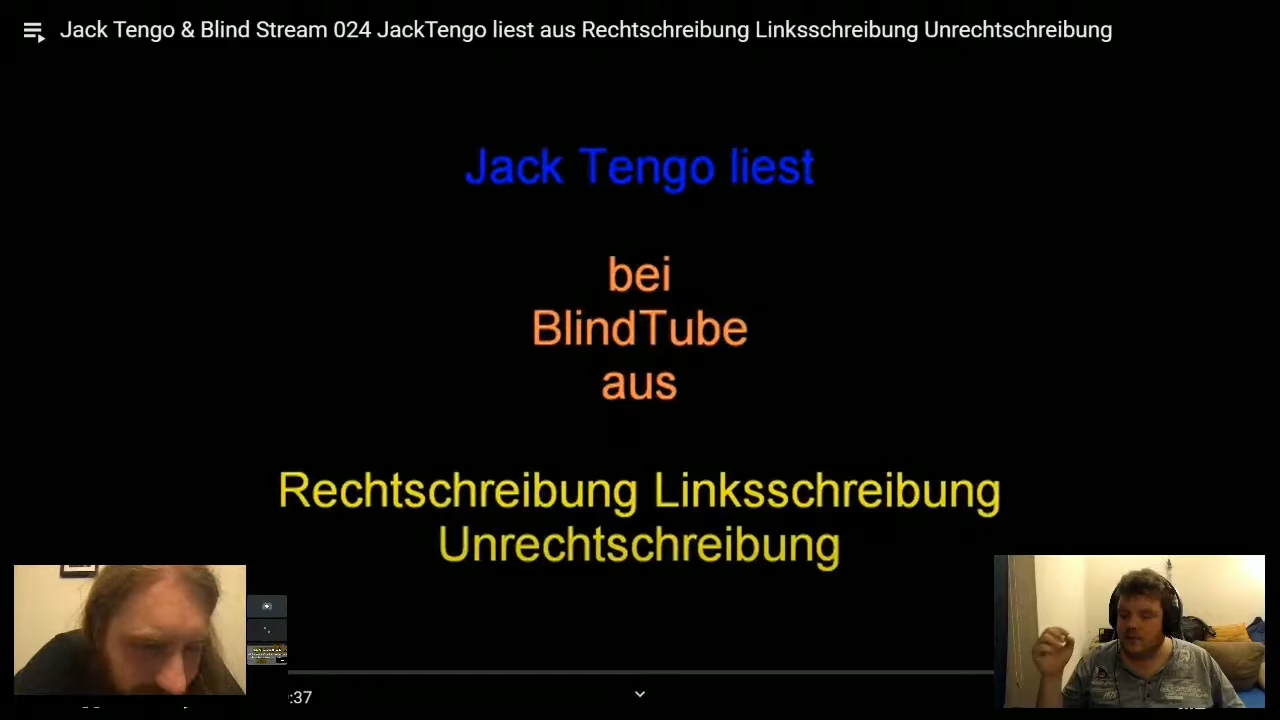 Jack Tengo & Blind Stream 024 JackTengo liest aus Rechtschreibung Linksschreibung Unrechtschreibung
Jack Tengo liest
bei
BlindTube
aus
Rechtschreibung Linksschreibung
Unrechtschreibung
:37